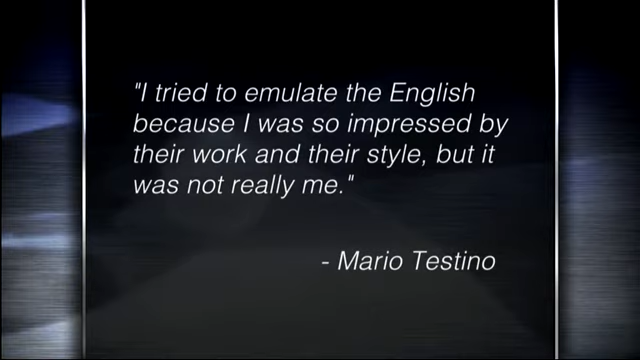 "I tried to emulate the English
because I was so impressed by
their work and their style, but it
was not really me."
- Mario Testino